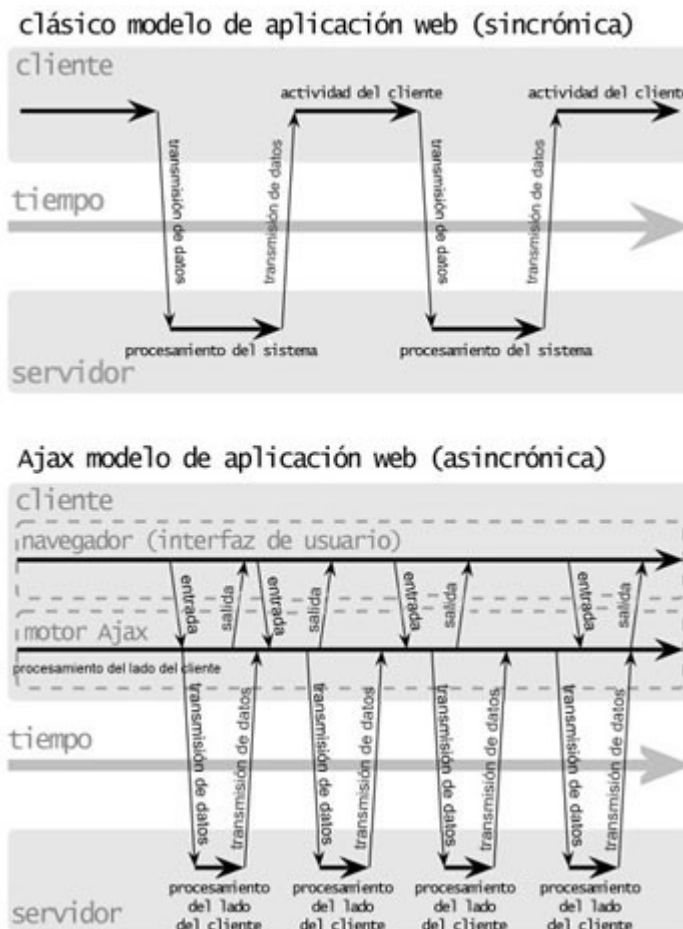 clásico modelo de aplicación web (sincrónica)
cliente
actividad del cliente
actividad del cliente
transmisión de datos
transmisión de datos
transmisión de datos
transmisión de datos
tiempo
procesamiento del sistema
procesamiento del sistema
servidor
Ajax modelo de aplicación web (asincrónica)
cliente
navegador (interfaz de usuario)
entrada
salida
entrada
salida
entrada
salida
entrada
salida
motor Ajax
procesamiento del lado del cliente
transmisión de datos
transmisión de datos
transmisión de datos
transmisión de datos
transmisión de datos
transmisión de datos
transmisión de datos
transmisión de datos
tiempo
procesamiento
del lado
del cliente
procesamiento
del lado
del cliente
procesamiento
del lado
del cliente
procesamiento
del lado
del cliente
servidor